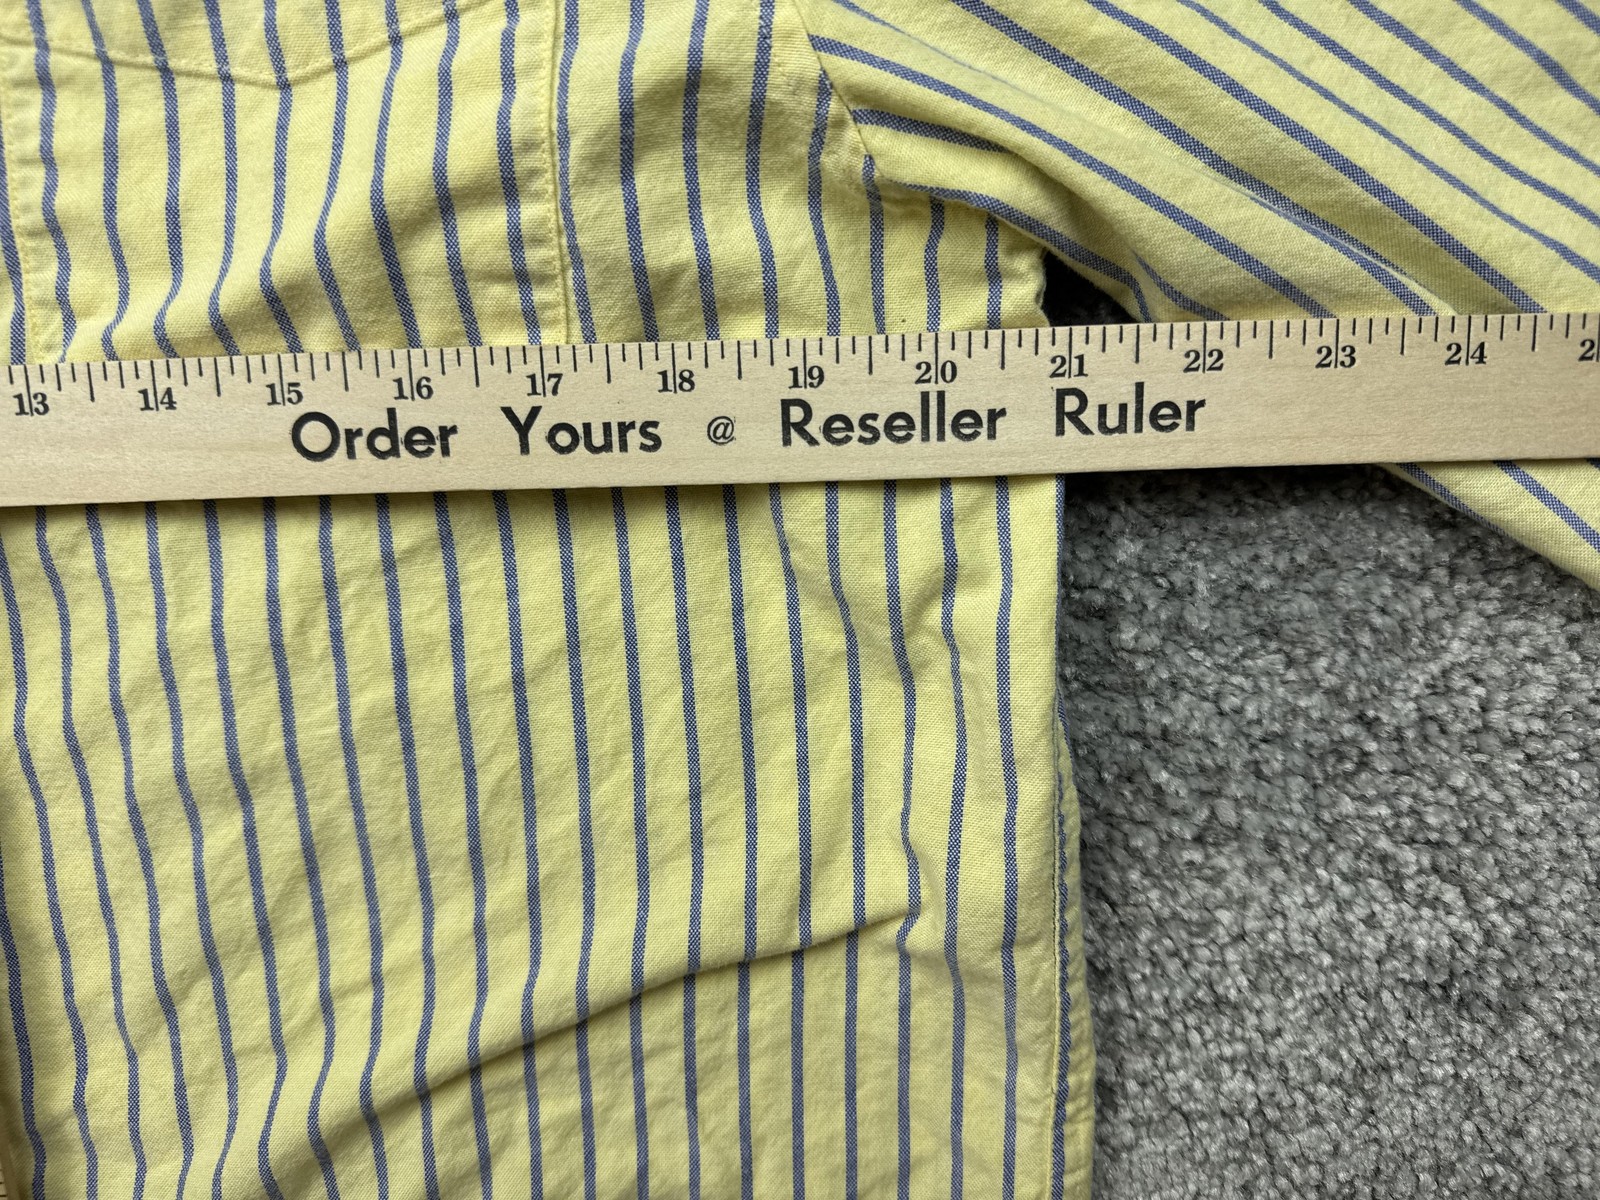 13 14 15 16 17 18 19 20 21 22 23 24
Order Yours @ Reseller Ruler